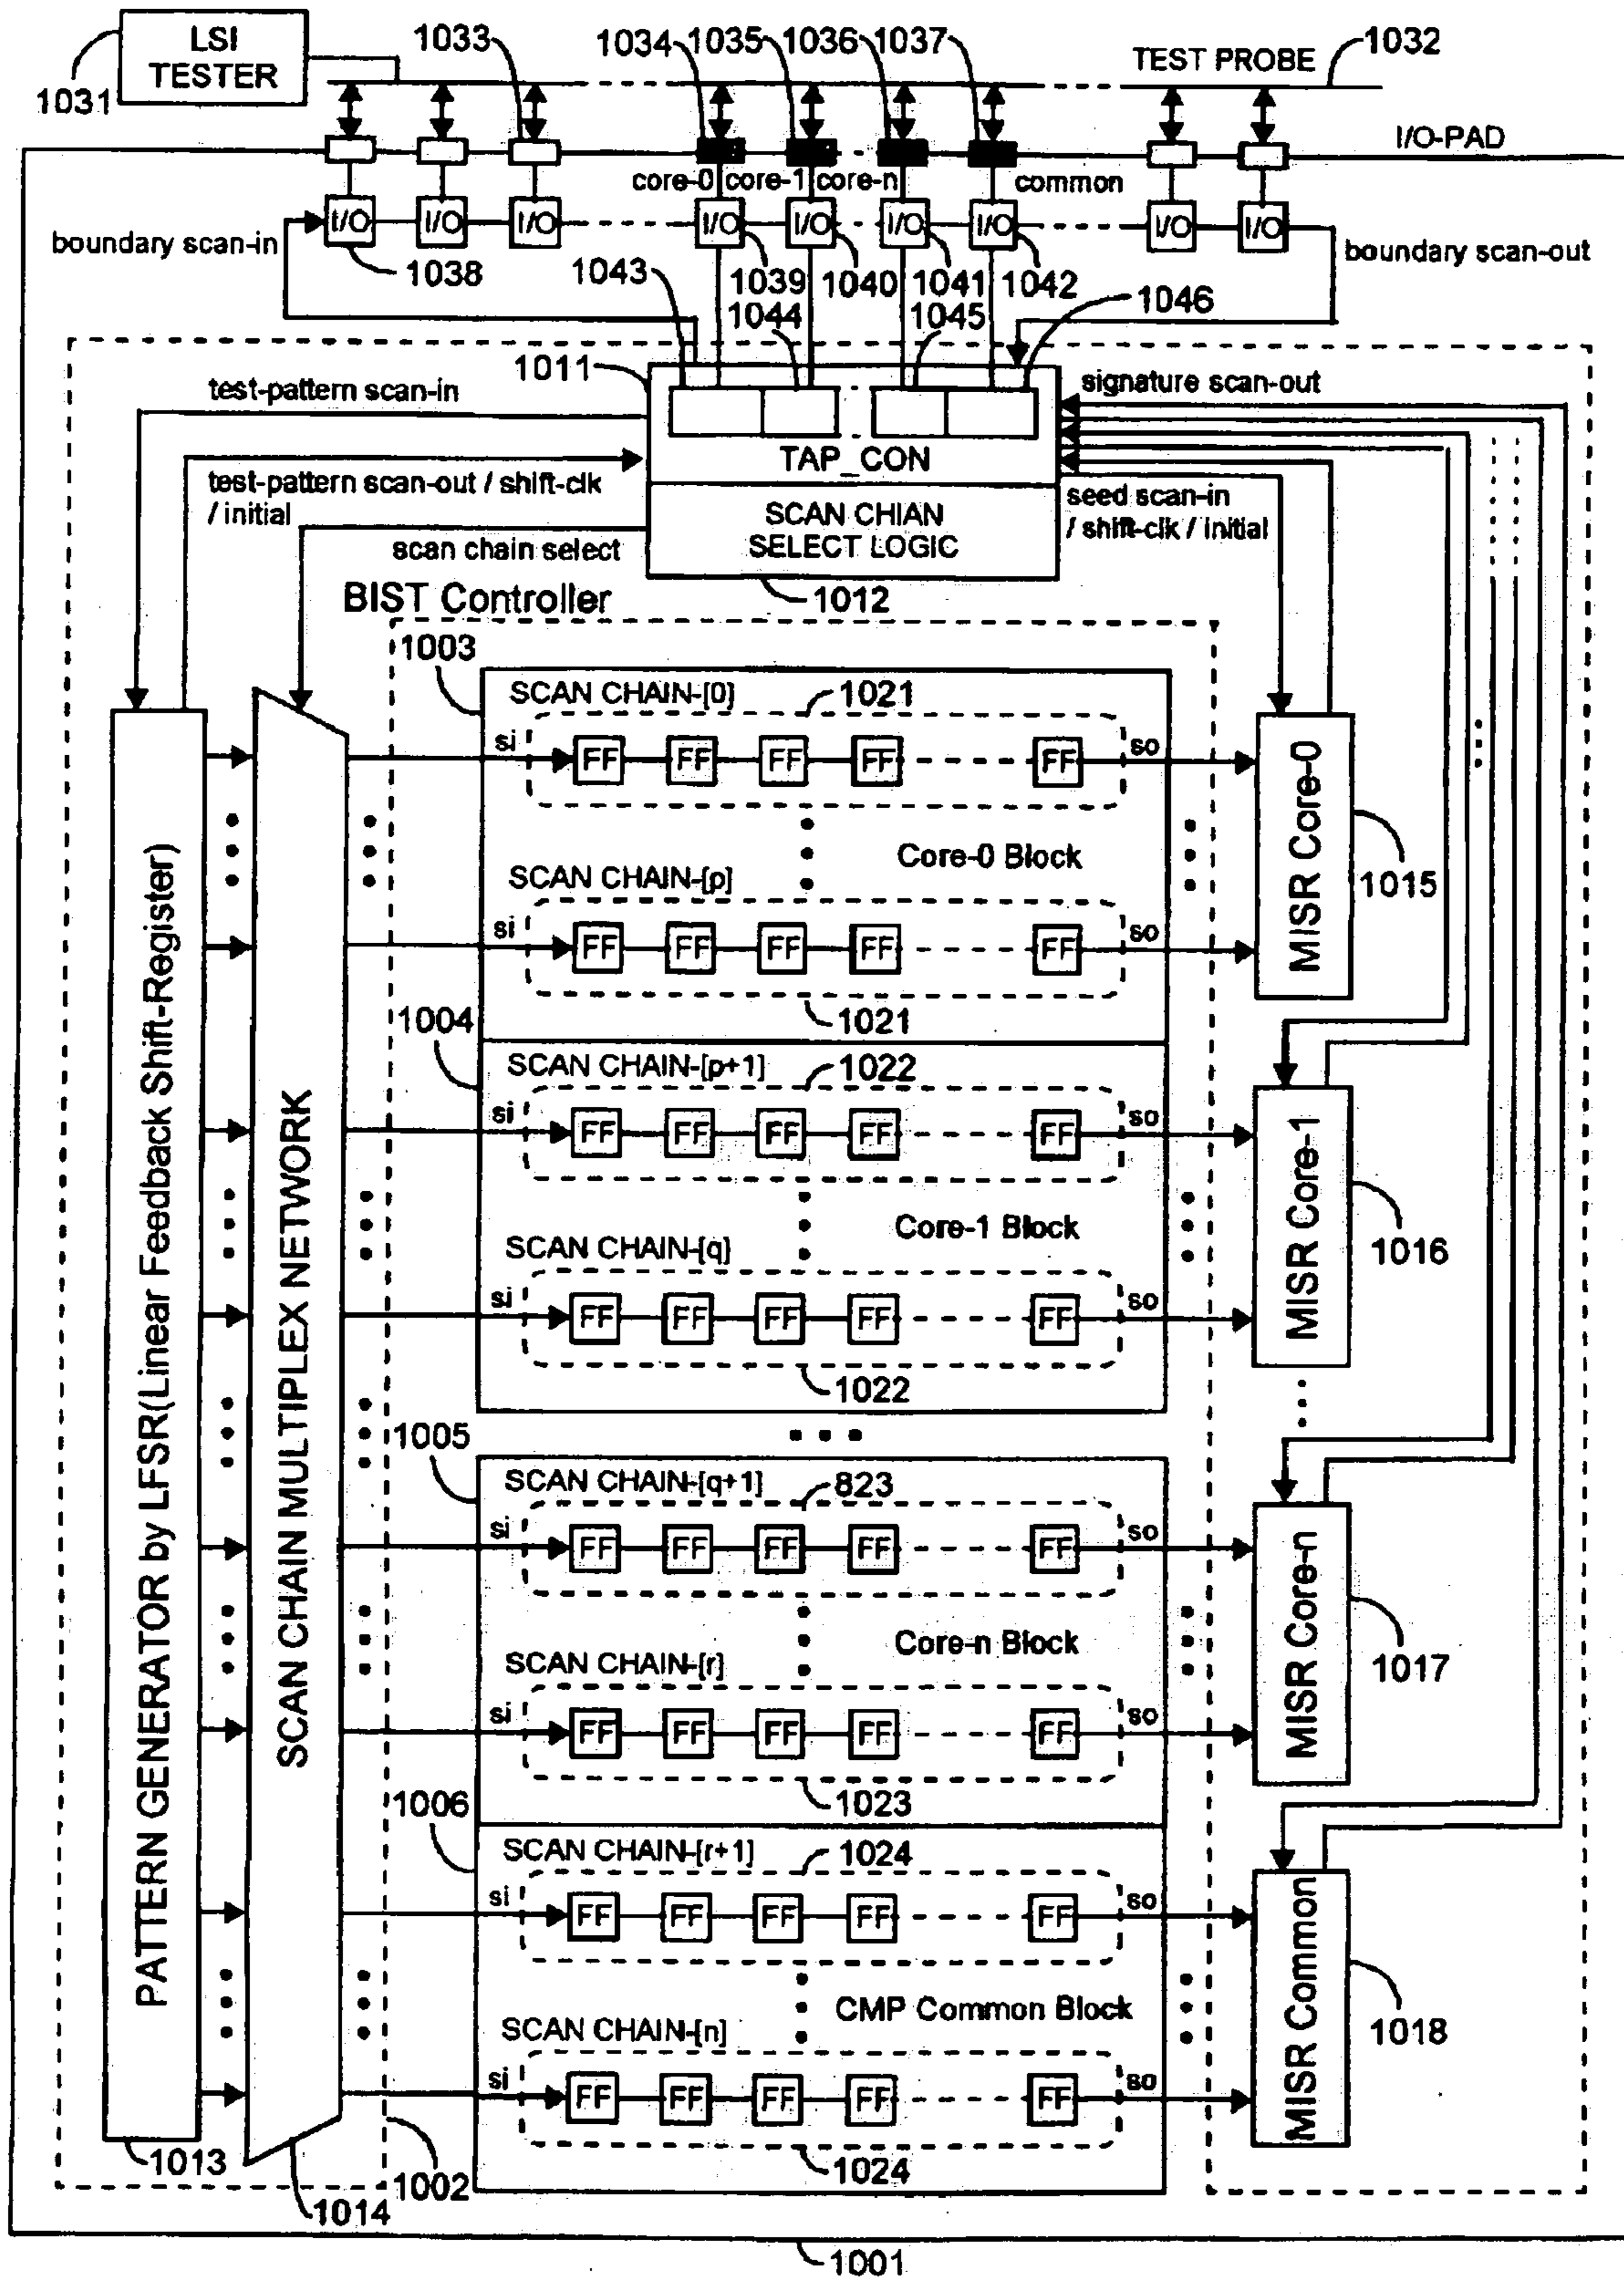 LSI
TESTER
1031
1033
1034
1035
1036
1037
TEST PROBE
1032
I/O-PAD
core-0
core-1
core-n
common
I/O
I/O
I/O
I/O
I/O
I/O
I/O
I/O
I/O
boundary scan-in
1038
1043
1039
1040
1041
1042
boundary scan-out
1044
1045
1046
1011
test-pattern scan-in
signature scan-out
TAP_CON
test-pattern scan-out / shift-clk
/ initial
seed scan-in
/ shift-clk / initial
SCAN CHIAN
SELECT LOGIC
scan chain select
1012
BIST Controller
1003
SCAN CHAIN-[0]
1021
si
FF
FF
FF
FF
FF
so
Core-0 Block
SCAN CHAIN-[p]
si
FF
FF
FF
FF
FF
so
1021
MISR Core-0
1015
1004
SCAN CHAIN-[p+1]
1022
si
FF
FF
FF
FF
FF
so
Core-1 Block
SCAN CHAIN-[q]
si
FF
FF
FF
FF
FF
so
1022
MISR Core-1
1016
PATTERN GENERATOR by LFSR(Linear Feedback Shift-Register)
SCAN CHAIN MULTIPLEX NETWORK
1005
SCAN CHAIN-[q+1]
823
si
FF
FF
FF
FF
FF
so
Core-n Block
SCAN CHAIN-[r]
si
FF
FF
FF
FF
FF
so
1023
MISR Core-n
1017
1006
SCAN CHAIN-[r+1]
1024
si
FF
FF
FF
FF
FF
so
CMP Common Block
SCAN CHAIN-[n]
si
FF
FF
FF
FF
FF
so
1024
MISR Common
1018
1013
1014
1002
1001